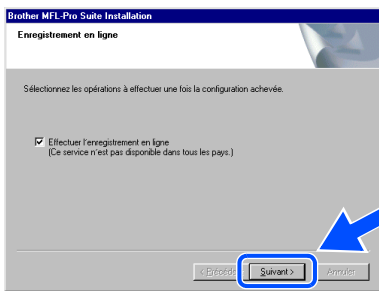 Brother MFL-Pro Suite Installation
Enregistrement en ligne
Sélectionnez les opérations à effectuer une fois la configuration achevée.
Effectuer l'enregistrement en ligne
(Ce service n'est pas disponible dans tous les pays.)
Suivant >
Annuler